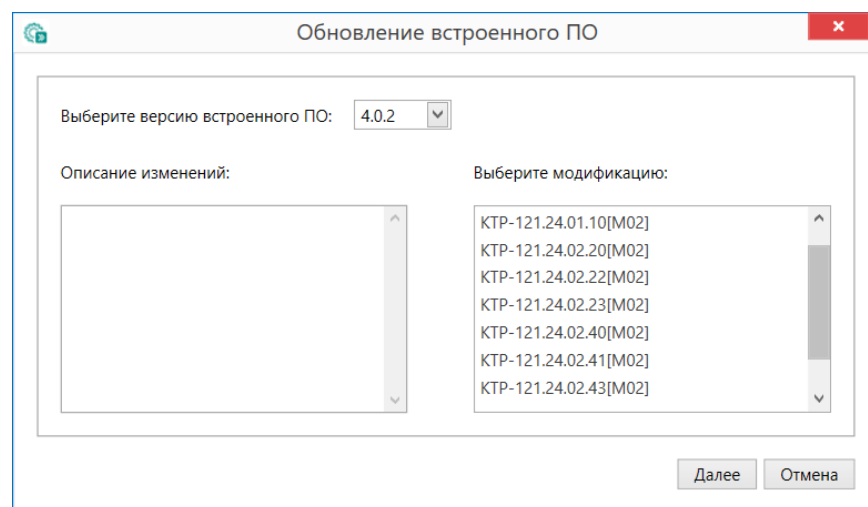 Обновление встроенного ПО
Выберите версию встроенного ПО: 4.0.2
Описание изменений:
Выберите модификацию:
КТР-121.24.01.10[М02]
КТР-121.24.02.20[М02]
КТР-121.24.02.22[М02]
КТР-121.24.02.23[М02]
КТР-121.24.02.40[М02]
КТР-121.24.02.41[М02]
КТР-121.24.02.43[М02]
Далее
Отмена